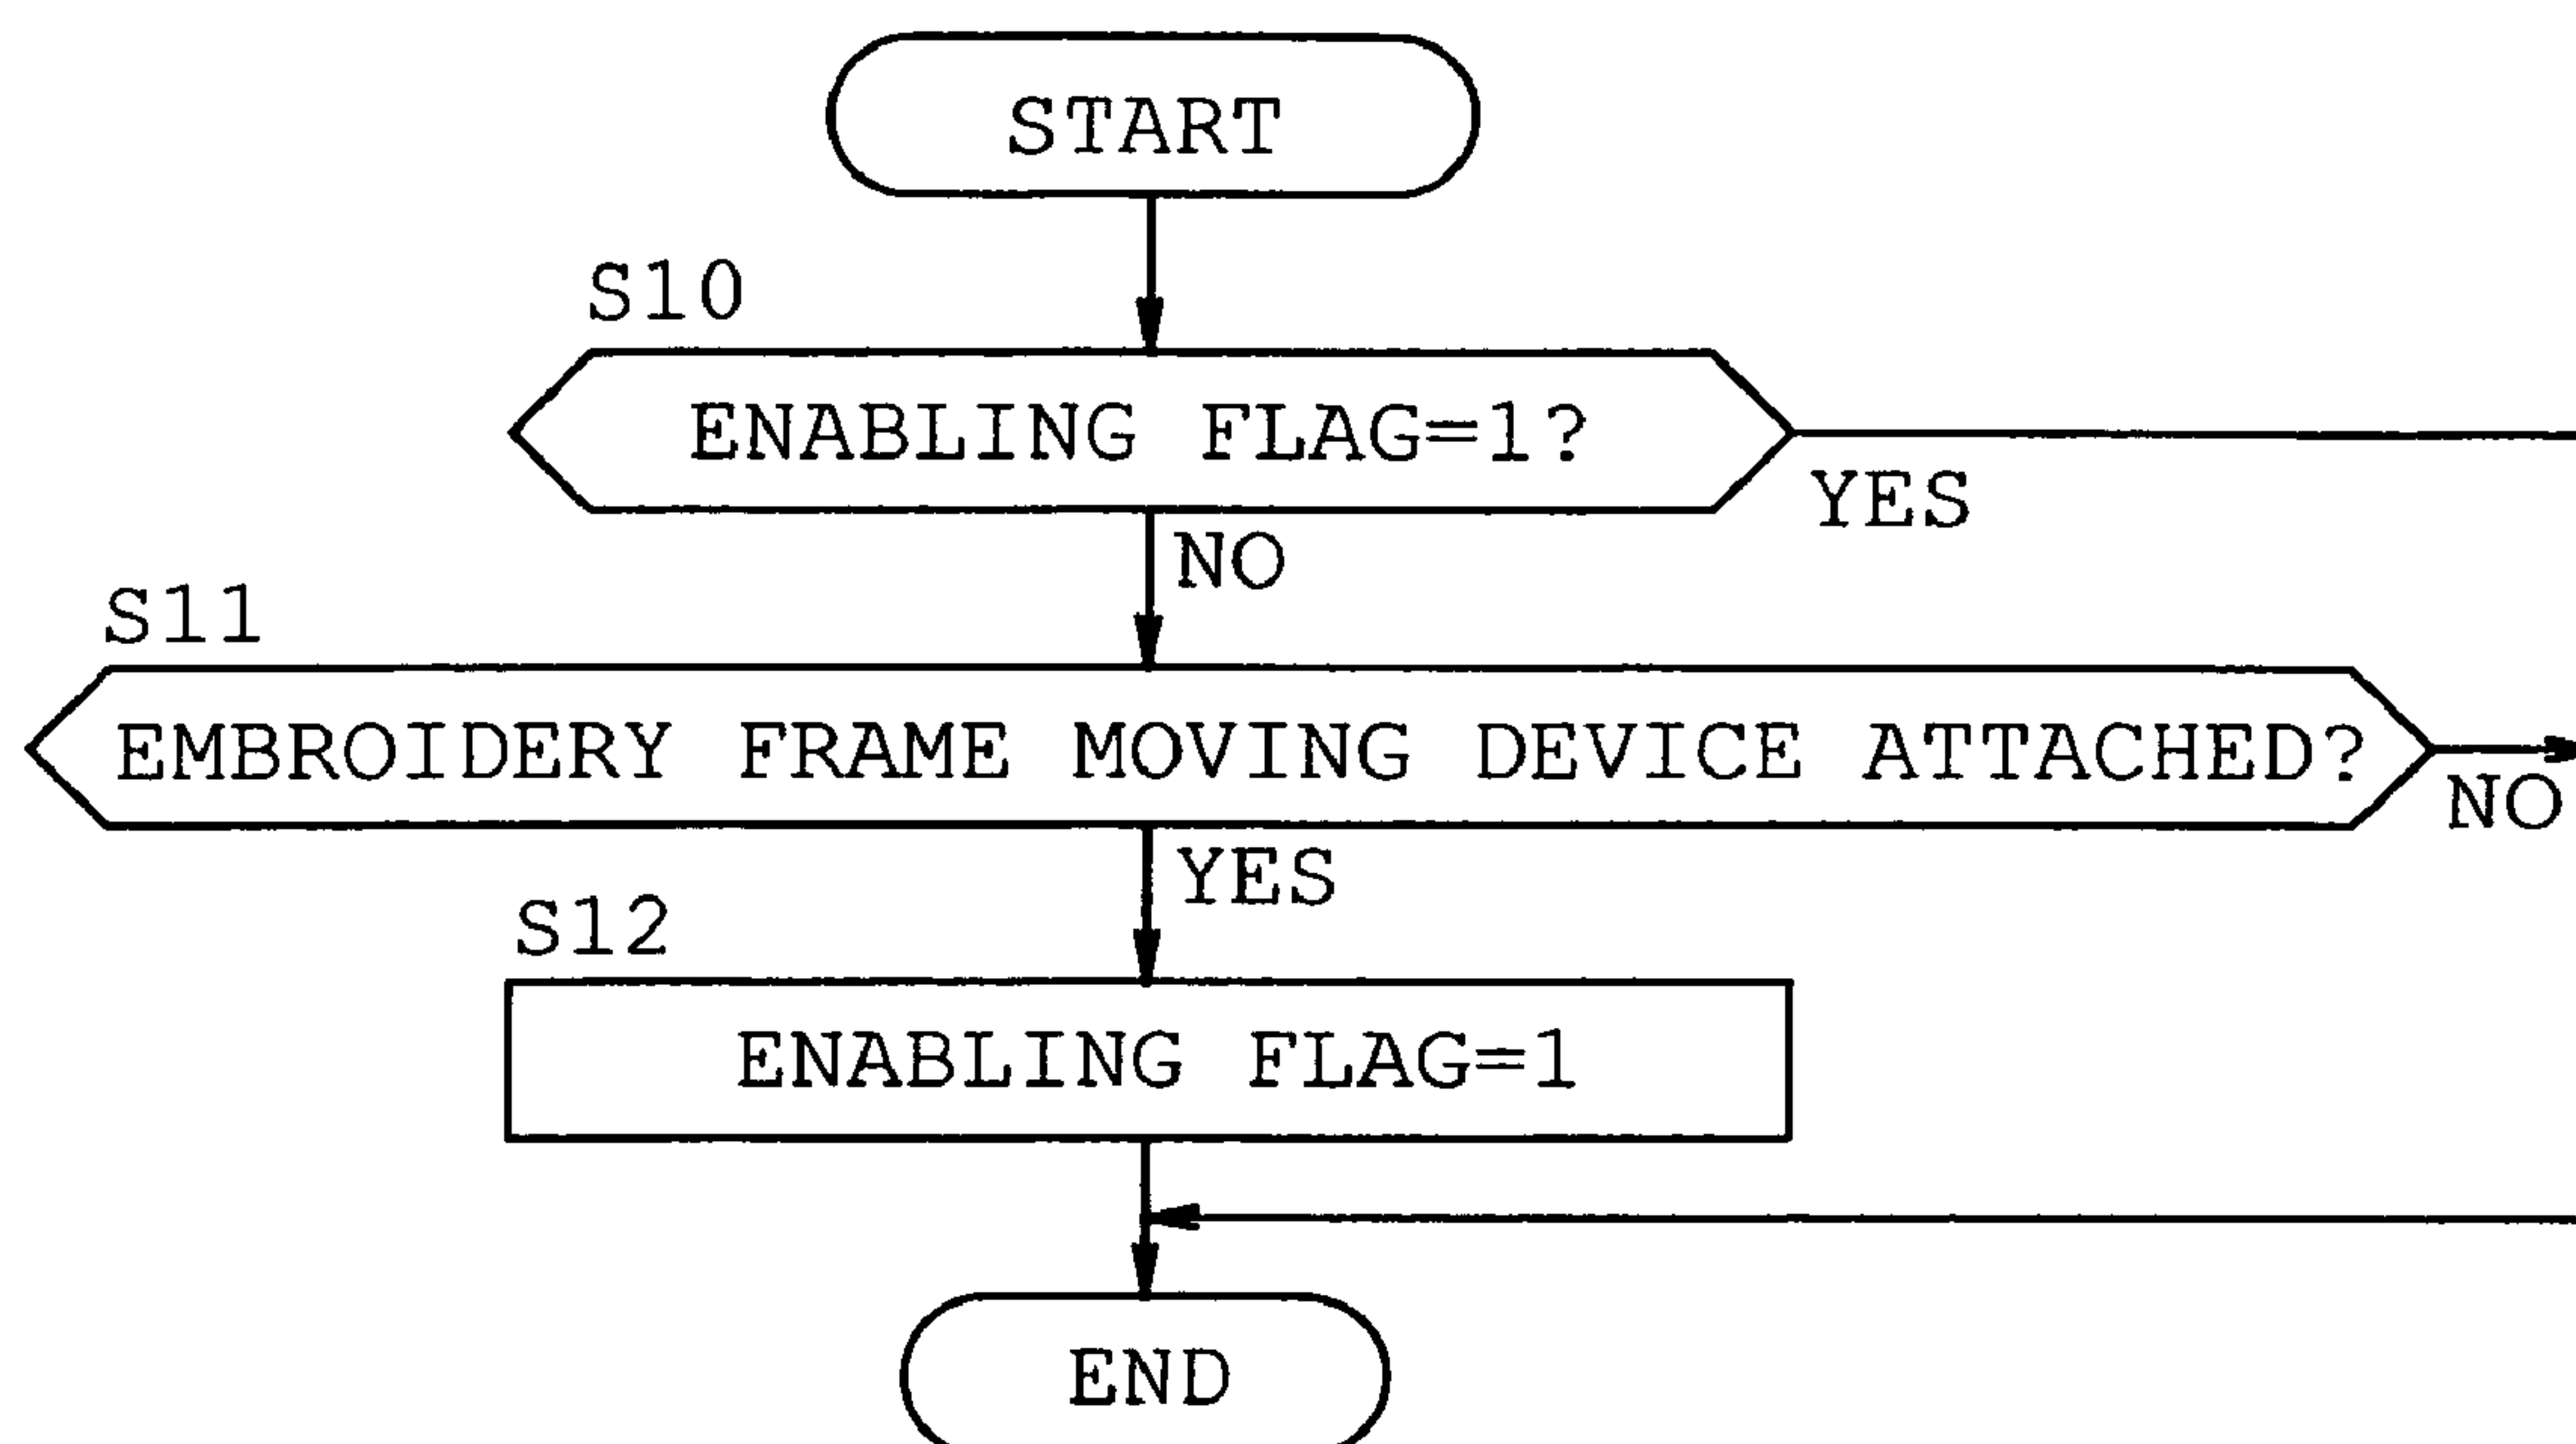 START
S10
ENABLING FLAG=1?
YES
NO
S11
EMBROIDERY FRAME MOVING DEVICE ATTACHED?
NO
YES
S12
ENABLING FLAG=1
END